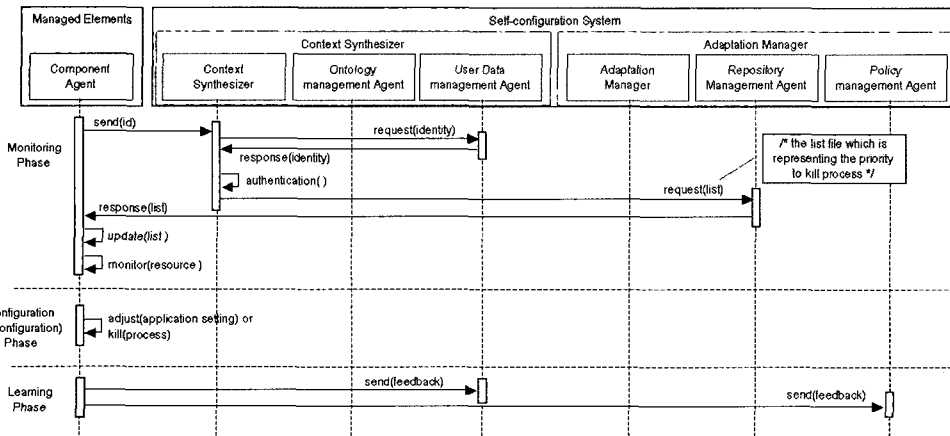 Managed Elements
Self-configuration System
Context Synthesizer
Adaptation Manager
Component
Agent
Context
Synthesizer
Ontology
management Agent
User Data
management Agent
Adaptation
Manager
Repository
Management Agent
Policy
management Agent
Monitoring
Phase
send(id)
request(identity)
response(identity)
authentication( )
request(list)
/* the list file which is
representing the priority
to kill process */
response(list)
update(list )
monitor(resource )
nfiguration
onfiguration)
Phase
adjust(application setting) or
kill(process)
Learning
Phase
send(feedback)
send(feedback)